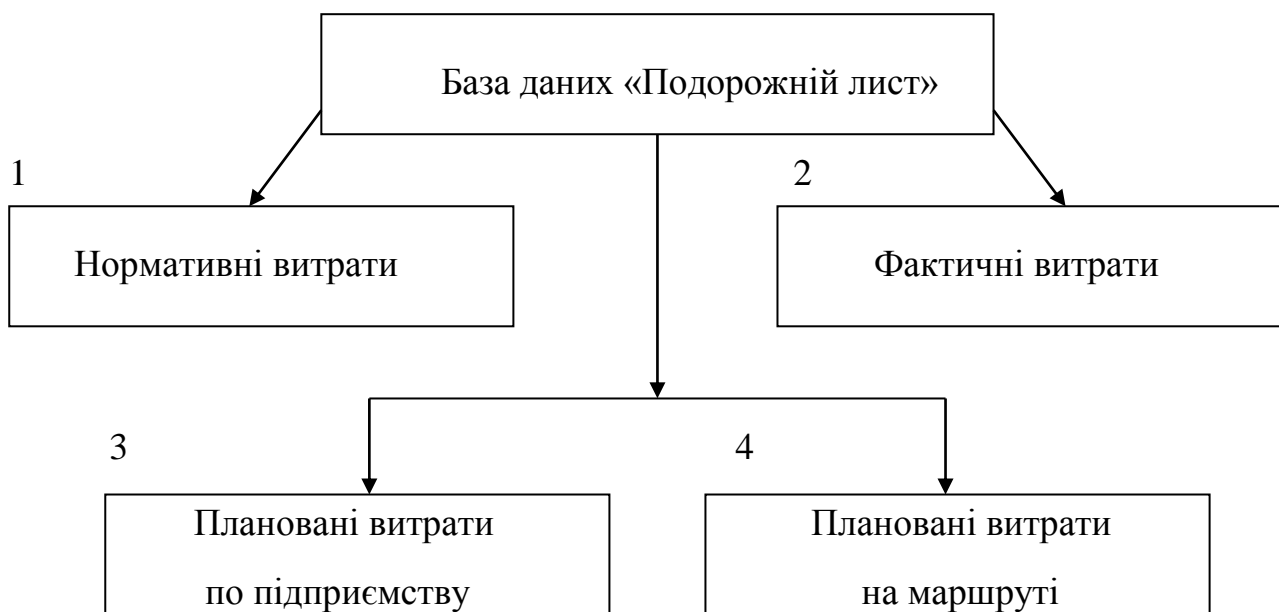 База даних «Подорожній лист»
1
2
Нормативні витрати
Фактичні витрати
3
4
Плановані витрати
по підприємству
Плановані витрати
на маршруті